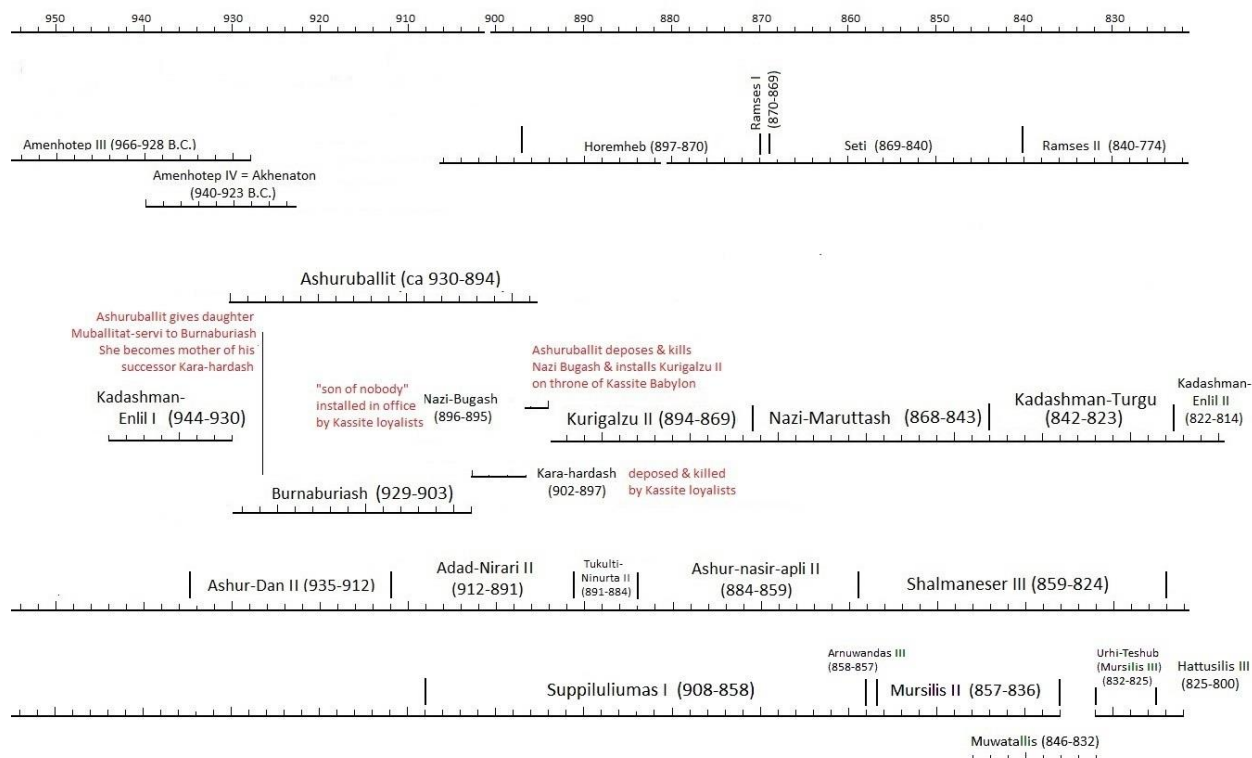 950 940 930 920 910 900 890 880 870 860 850 840 830
Ramses I
(870-869)
Amenhotep III (966-928 B.C.)
Horemheb (897-870)
Seti (869-840)
Ramses II (840-774)
Amenhotep IV = Akhenaton
(940-923 B.C.)
Ashuruballit (ca 930-894)
Ashuruballit gives daughter
Muballitat-servi to Burnaburiash
She becomes mother of his
successor Kara-hardash
Ashuruballit deposes & kills
Nazi Bugash & installs Kurigalzu II
on throne of Kassite Babylon
"son of nobody"
installed in office
by Kassite loyalists
Nazi-Bugash
(896-895)
Kadashman-
Enlil I (944-930)
Kurigalzu II (894-869)
Nazi-Maruttash (868-843)
Kadashman-Turgu
(842-823)
Kadashman-
Enlil II
(822-814)
Kara-hardash
(902-897)
deposed & killed
by Kassite loyalists
Burnaburiash (929-903)
Ashur-Dan II (935-912)
Adad-Nirari II
(912-891)
Tukulti-
Ninurta II
(891-884)
Ashur-nasir-apli II
(884-859)
Shalmaneser III (859-824)
Arnuwandas III
(858-857)
Urhi-Teshub
(Mursilis III)
(832-825)
Hattusilis III
(825-800)
Suppiluliumas I (908-858)
Mursilis II (857-836)
Muwatallis (846-832)